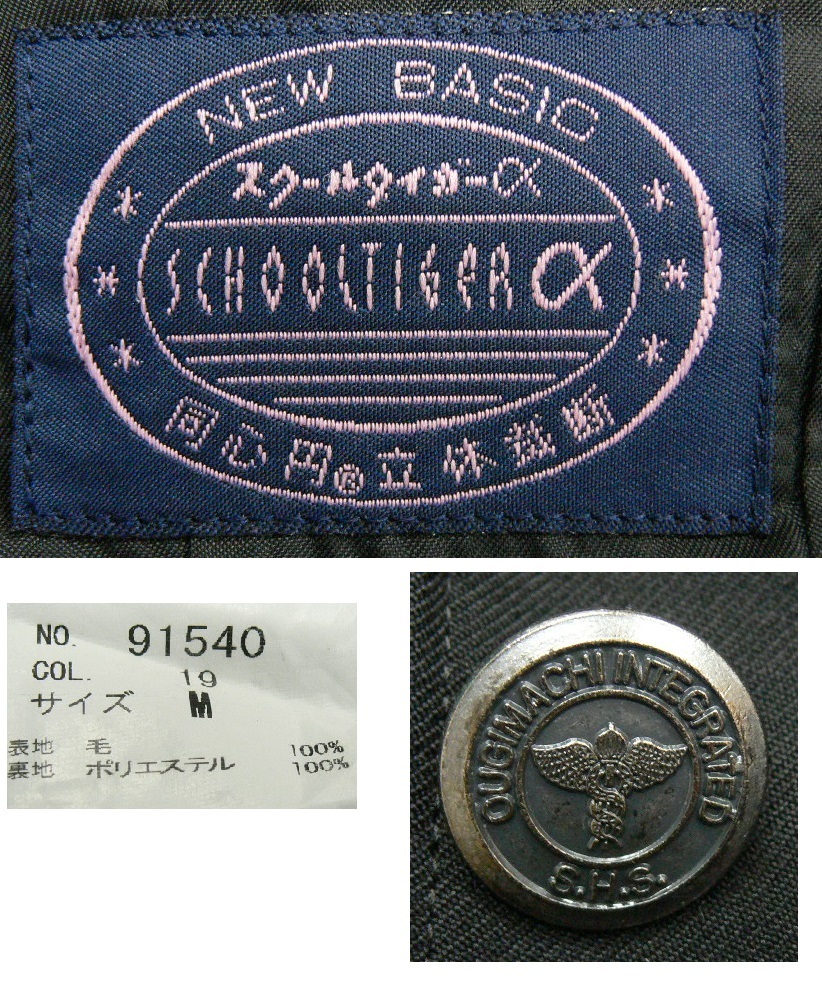 NEW BASIC
スクールタイガーα
SCHOOLTIGER α
同心円®立体裁断
NO. 91540
COL. 19
サイズ M
表地 毛 100%
裏地 ポリエステル 100%
OUGIMACHI INTEGRATED
S.H.S.